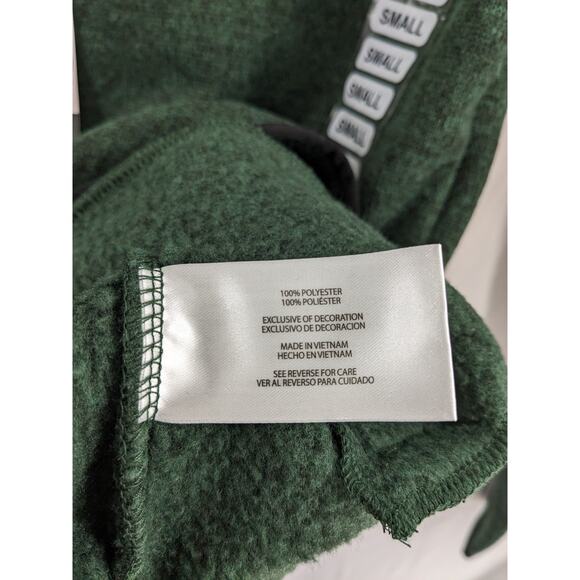 SMALL
SMALL
SMALL
SMALL
100% POLYESTER
100% POLIÉSTER
EXCLUSIVE OF DECORATION
EXCLUSIVO DE DECORACION
MADE IN VIETNAM
HECHO EN VIETNAM
SEE REVERSE FOR CARE
VER AL REVERSO PARA CUIDADO